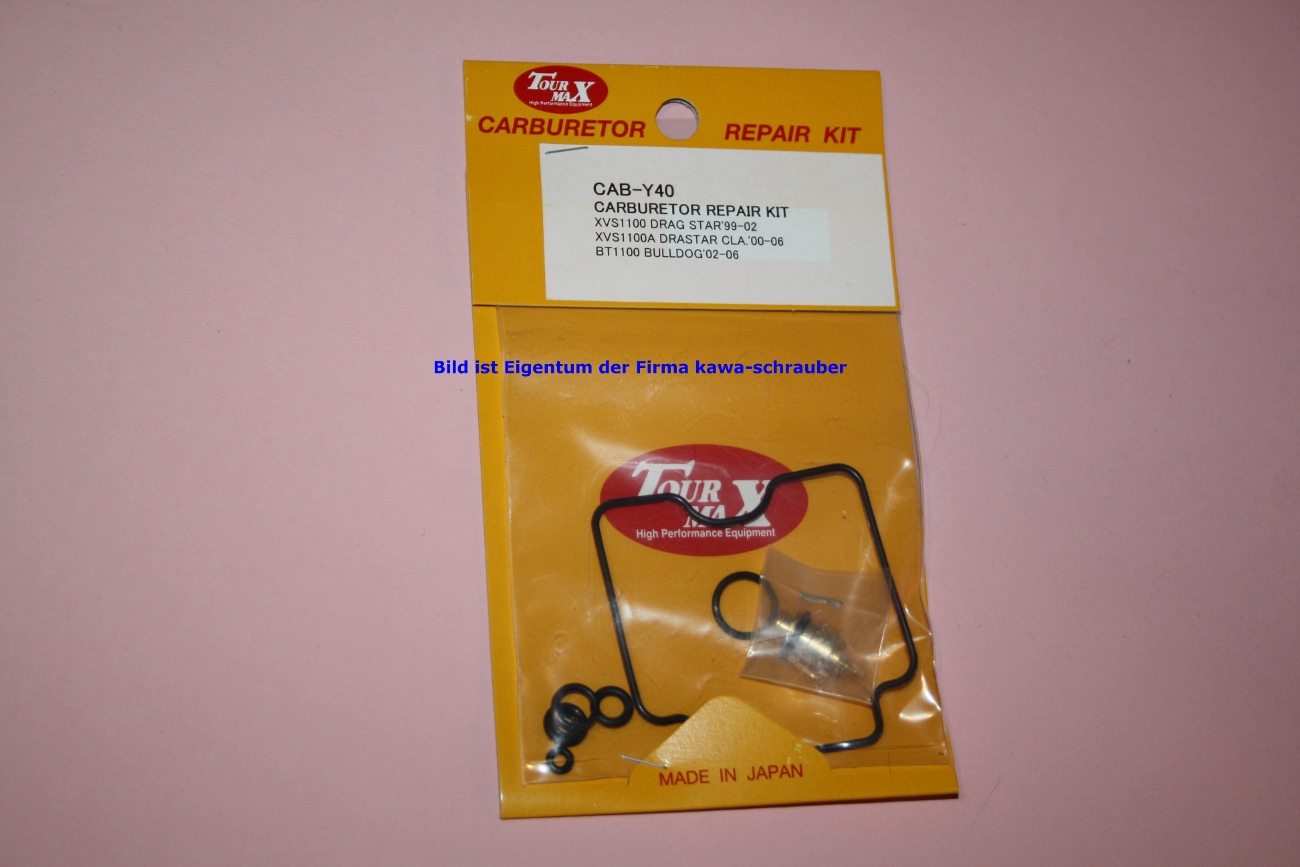 TOUR MAX
High Performance Equipment
CARBURETOR REPAIR KIT
CAB-Y40
CARBURETOR REPAIR KIT
XVS1100 DRAG STAR'99-02
XVS1100A DRASTAR CLA.'00-06
BT1100 BULLDOG'02-06
Bild ist Eigentum der Firma kawa-schrauber
TOUR MAX
High Performance Equipment
MADE IN JAPAN